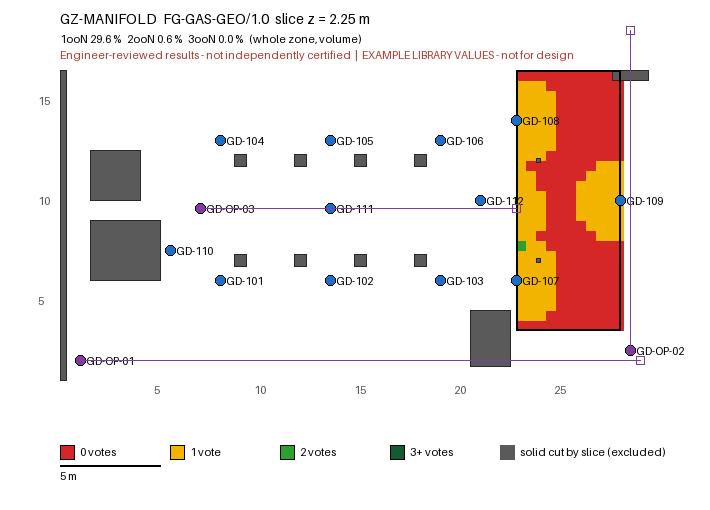 GZ-MANIFOLD FG-GAS-GEO/1.0 slice z = 2.25 m
1ooN 29.6 % 2ooN 0.6 % 3ooN 0.0 % (whole zone, volume)
Engineer-reviewed results - not independently certified | EXAMPLE LIBRARY VALUES - not for design
15
GD-108
GD-104
GD-105
GD-106
10
GD-112
GD-109
GD-OP-03
GD-111
GD-110
GD-101
GD-102
GD-103
GD-107
5
GD-OP-02
GD-OP-01
5
10
15
20
25
0 votes
1 vote
2 votes
3+ votes
solid cut by slice (excluded)
5 m